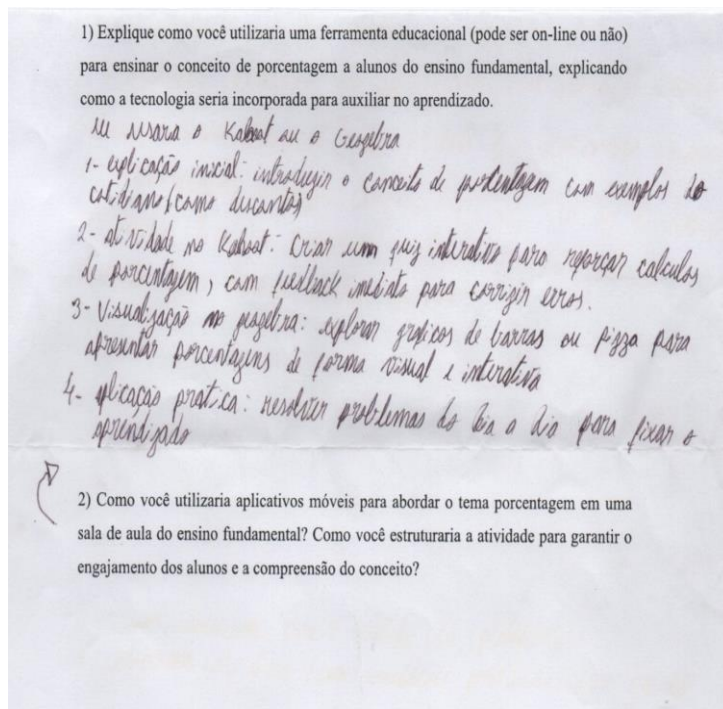 1) Explique como você utilizaria uma ferramenta educacional (pode ser on-line ou não)
para ensinar o conceito de porcentagem a alunos do ensino fundamental, explicando
como a tecnologia seria incorporada para auxiliar no aprendizado.
eu usaria o Kahoot ou o Geogebra
1- explicação inicial: introduzir o conceito de porcentagem com exemplos do
cotidiano (como descontos)
2- atividade no Kahoot: Criar um quiz interativo para reforçar calculos
de porcentagem, com feedback imediato para corrigir erros.
3- Visualização no geogebra: explorar gráficos de barras ou pizza para
apresentar porcentagens de forma visual e interativa
4- aplicação pratica: resolver problemas do dia a dia para fixar o
aprendizado
2) Como você utilizaria aplicativos móveis para abordar o tema porcentagem em uma
sala de aula do ensino fundamental? Como você estruturaria a atividade para garantir o
engajamento dos alunos e a compreensão do conceito?